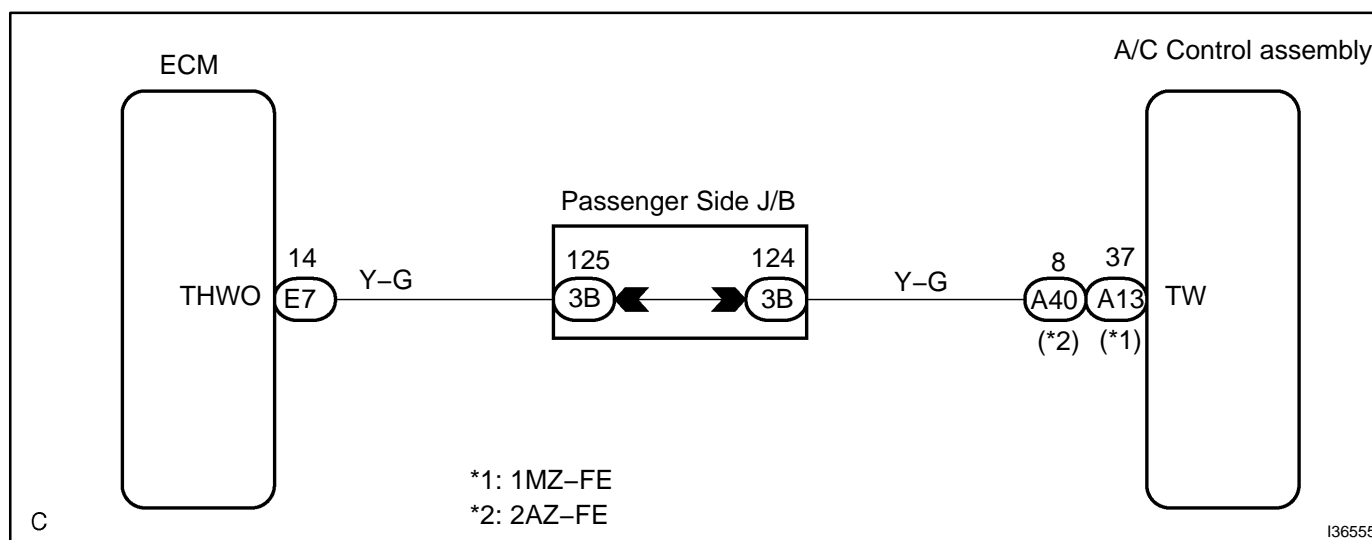 ECM
A/C Control assembly
Passenger Side J/B
14
125
124
8
37
THWO
E7
Y–G
3B
3B
Y–G
A40
A13
TW
(*2)
(*1)
*1: 1MZ–FE
*2: 2AZ–FE
C
I36555